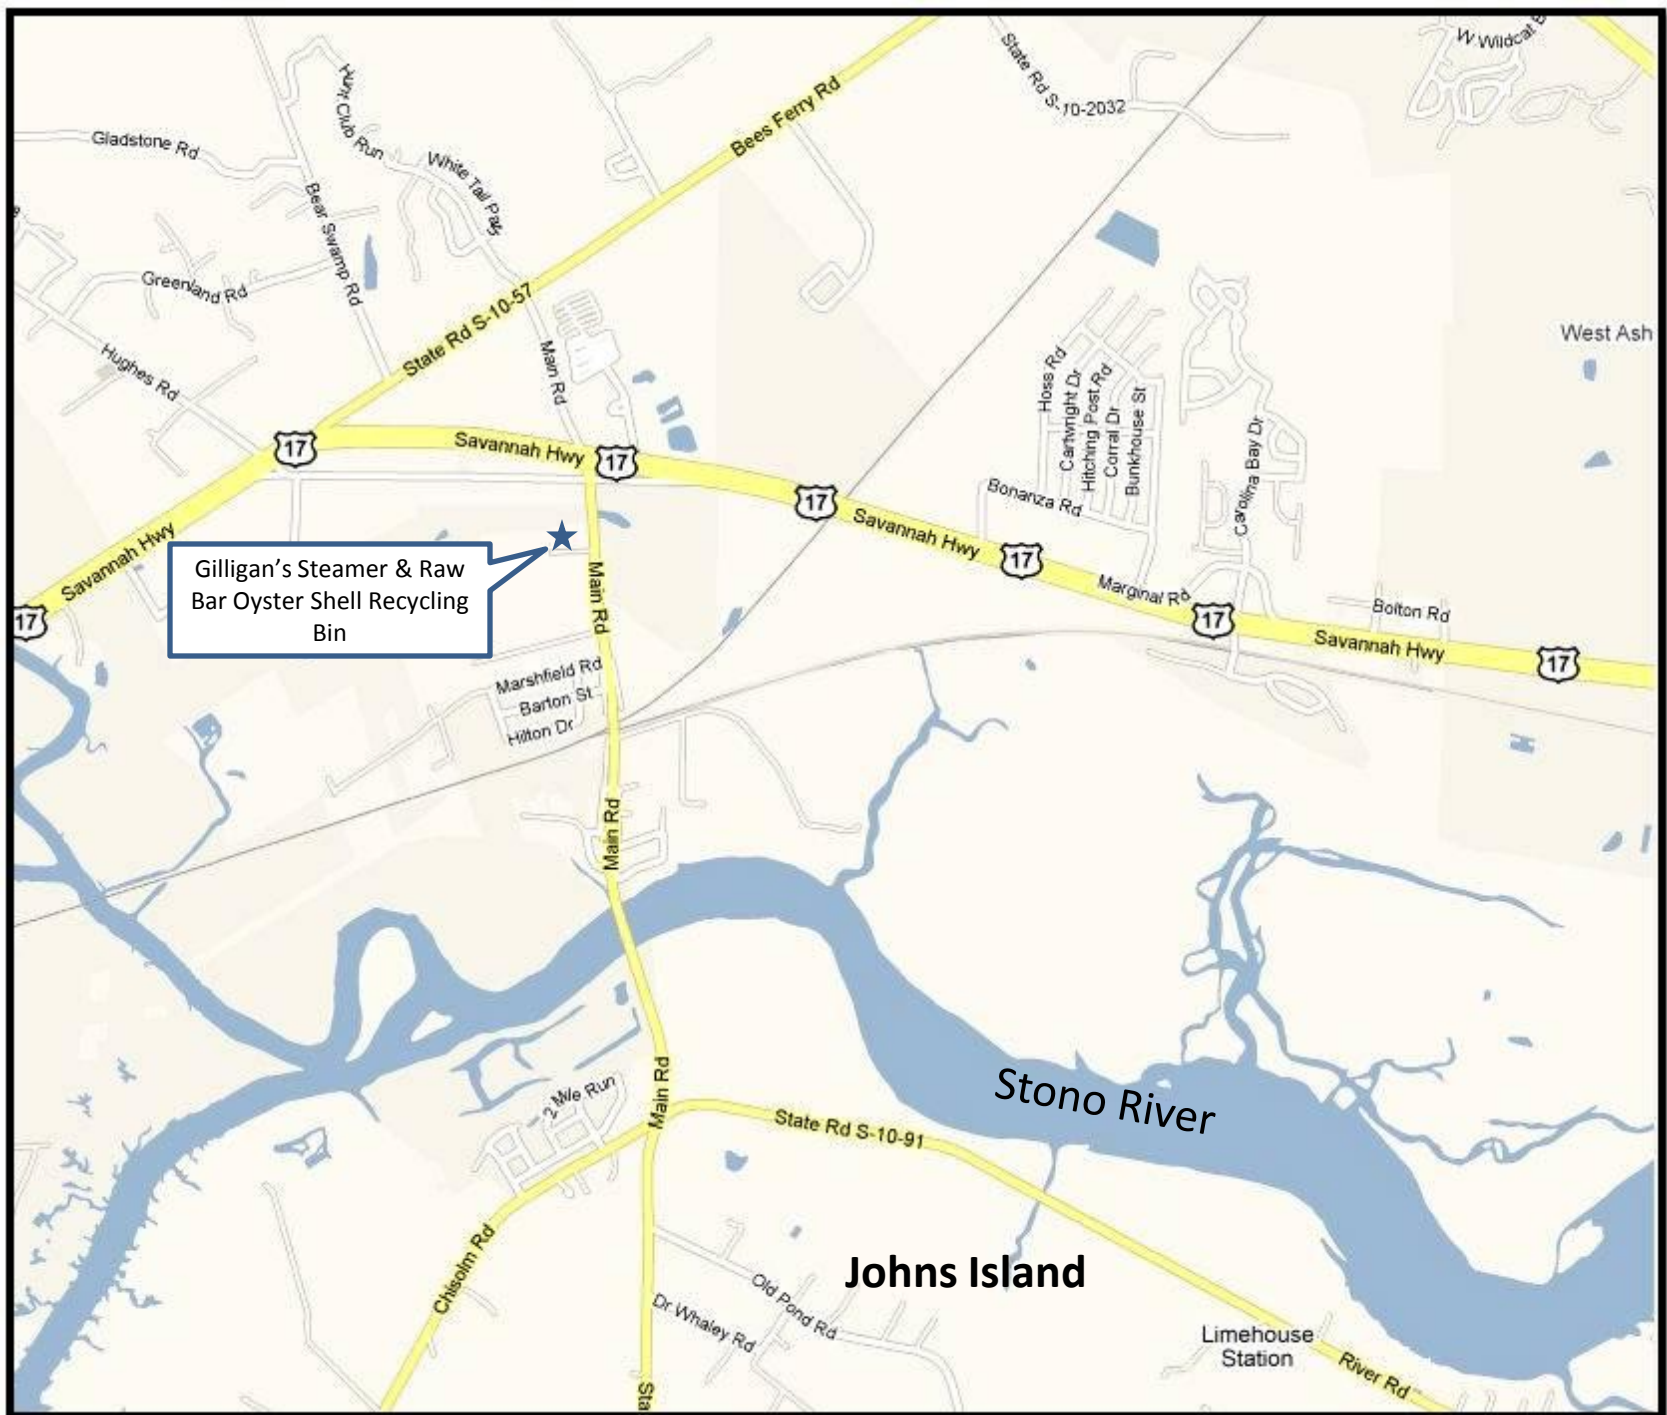 W Wildcat B
State Rd S-10-2032
Bees Ferry Rd
Hunt Club Run
Gladstone Rd
White Tail Pass
Bear Swamp Rd
Greenland Rd
State Rd S-10-57
West Ash
Main Rd
Hughes Rd
Hoss Rd
Cartwright Dr
Hitching Post Rd
Corral Dr
Bunkhouse St
Carolina Bay Dr
17
Savannah Hwy
17
17
Bonanza Rd
Savannah Hwy
17
Savannah Hwy
Gilligan’s Steamer & Raw
Bar Oyster Shell Recycling
Bin
Main Rd
Marginal Rd
17
Bolton Rd
17
Savannah Hwy
17
Marshfield Rd
Barton St
Hilton Dr
Main Rd
Stono River
2 Mile Run
Main Rd
State Rd S-10-91
Chisolm Rd
Johns Island
Old Pond Rd
Dr Whaley Rd
Limehouse
Station
River Rd
Sta